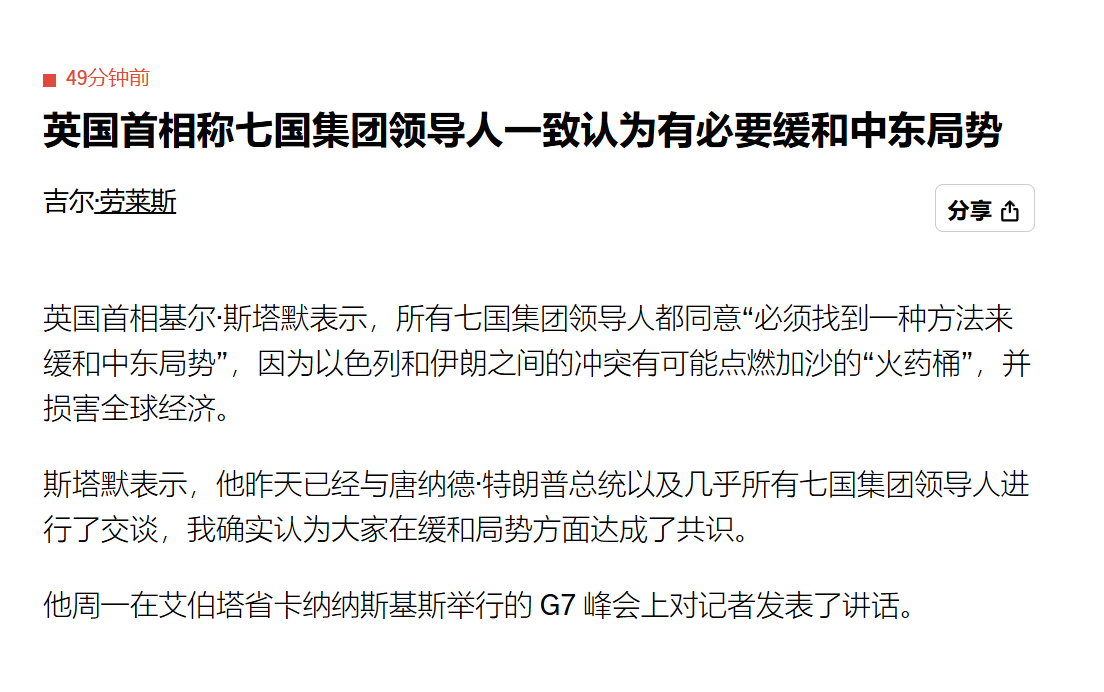 49分钟前
英国首相称七国集团领导人一致认为有必要缓和中东局势
吉尔·劳莱斯
分享
英国首相基尔·斯塔默表示，所有七国集团领导人都同意“必须找到一种方法来
缓和中东局势”，因为以色列和伊朗之间的冲突有可能点燃加沙的“火药桶”，并
损害全球经济。
斯塔默表示，他昨天已经与唐纳德·特朗普总统以及几乎所有七国集团领导人进
行了交谈，我确实认为大家在缓和局势方面达成了共识。
他周一在艾伯塔省卡纳纳斯基斯举行的 G7 峰会上对记者发表了讲话。